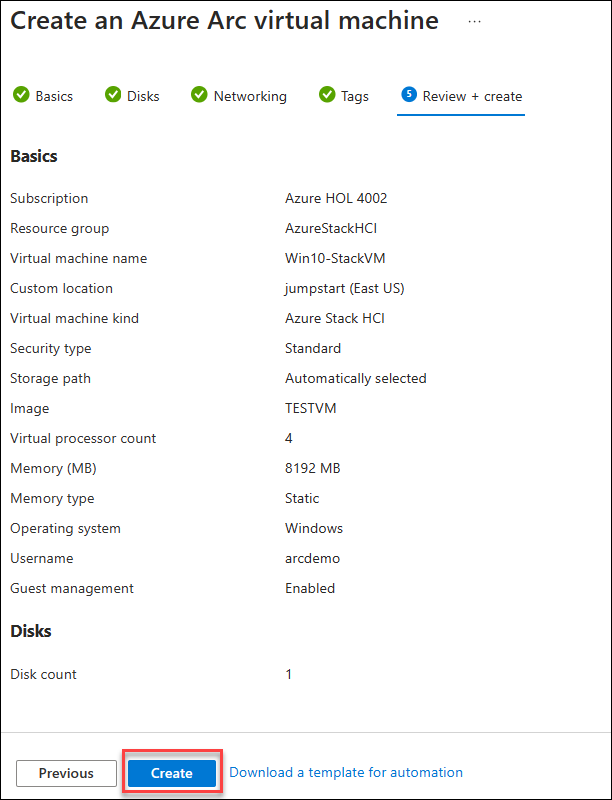 Create an Azure Arc virtual machine ...
Basics Disks Networking Tags 5 Review + create
Basics
Subscription Azure HOL 4002
Resource group AzureStackHCI
Virtual machine name Win10-StackVM
Custom location jumpstart (East US)
Virtual machine kind Azure Stack HCI
Security type Standard
Storage path Automatically selected
Image TESTVM
Virtual processor count 4
Memory (MB) 8192 MB
Memory type Static
Operating system Windows
Username arcdemo
Guest management Enabled
Disks
Disk count 1
Previous Create Download a template for automation